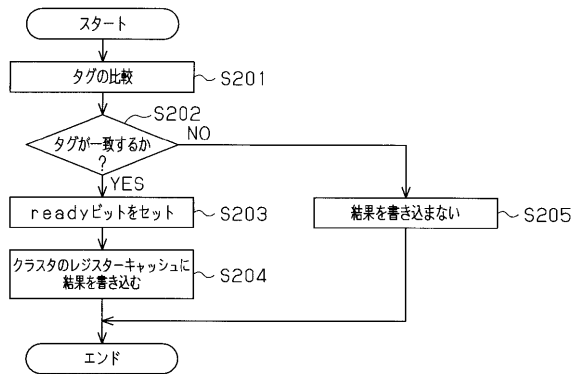 スタート
タグの比較
S201
S202
タグが一致するか
?
NO
YES
readyビットをセット
S203
結果を書き込まない
S205
クラスタのレジスターキャッシュに
結果を書き込む
S204
エンド